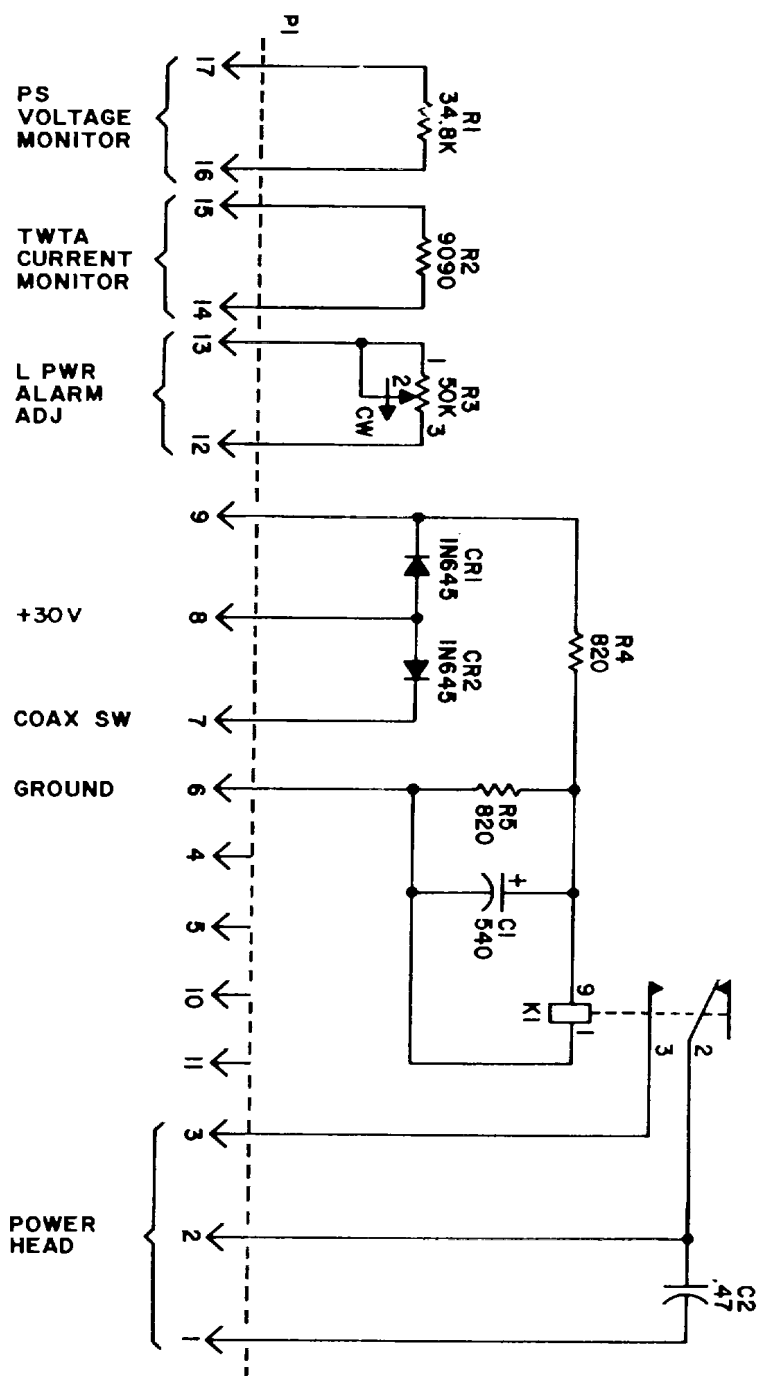 P1
17
PS
VOLTAGE
MONITOR
16
R1
34.8K
15
TWTA
CURRENT
MONITOR
14
R2
9090
13
L PWR
ALARM
ADJ
12
1
2
3
R3
50K
CW
9
+30V
8
COAX SW
7
CR1
1N645
CR2
1N645
R4
820
GROUND
6
R5
820
4
5
10
11
+
C1
540
9
K1
1
3
2
3
POWER
HEAD
2
1
C2
.47